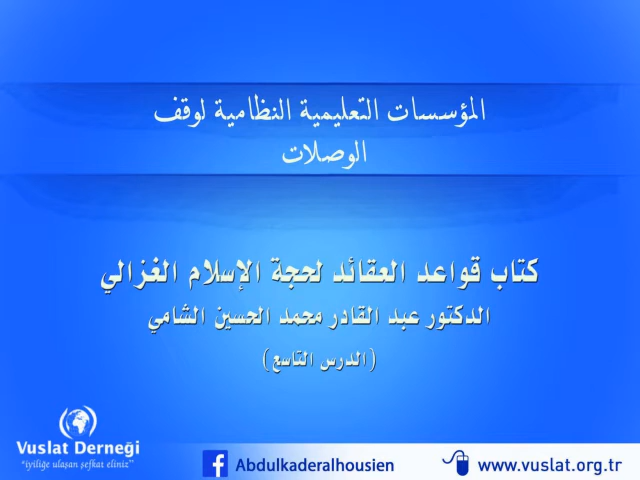 المؤسسات التعليمية النظامية لوقف
الوصلات
كتاب قواعد العقائد لحجة الإسلام الغزالي
الدكتور عبد القادر محمد الحسين الشامي
(الدرس التاسع)
Vuslat Derneği
"iyiliğe ulaşan şefkat eliniz"
Abdulkaderalhousien
www.vuslat.org.tr